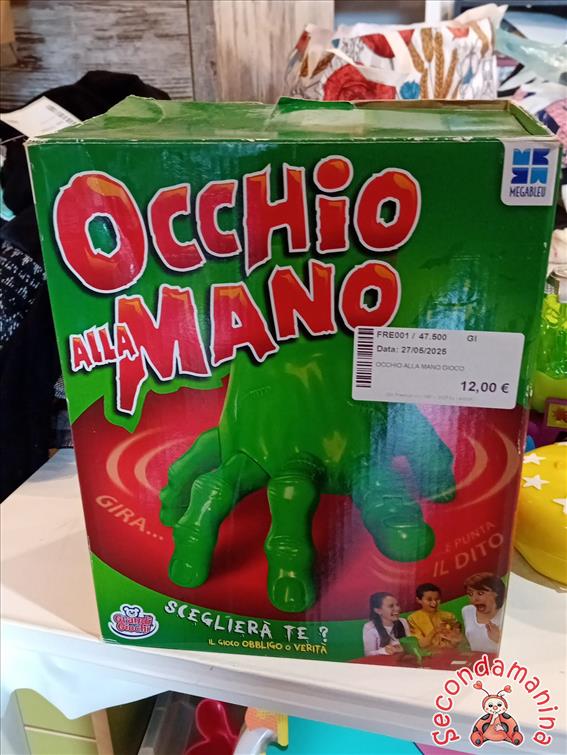 MEGABLEU
OCCHIO
ALLA MANO
FRE001 / 47.500 GI
Data: 27/05/2025
OCCHIO ALLA MANO GIOCO
12,00 €
GIRA...
...E PUNTA
IL DITO
SCEGLIERÀ TE ?
IL GIOCO OBBLIGO O VERITÀ
Grandi
Giochi
Secondamanina